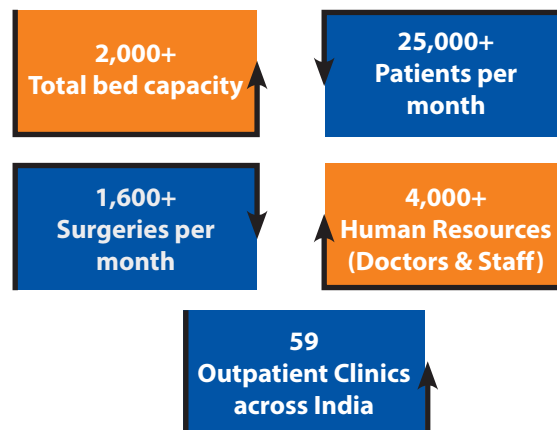 2,000+
Total bed capacity
25,000+
Patients per
month
1,600+
Surgeries per
month
4,000+
Human Resources
(Doctors & Staff)
59
Outpatient Clinics
across India